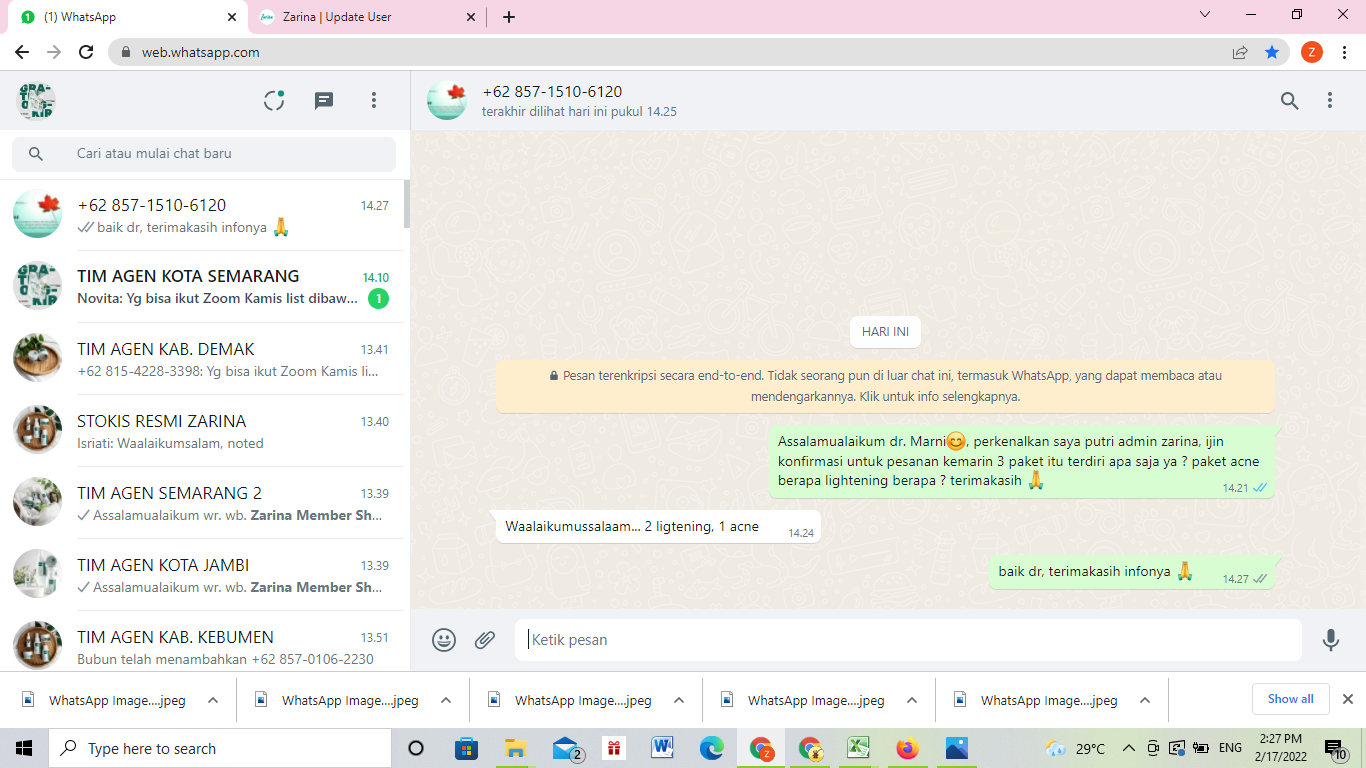 (1) WhatsApp
Zarina | Update User
web.whatsapp.com
Z
+62 857-1510-6120
terakhir dilihat hari ini pukul 14.25
Cari atau mulai chat baru
+62 857-1510-6120
14.27
baik dr, terimakasih infonya 🙏
TIM AGEN KOTA SEMARANG
14.10
Novita: Yg bisa ikut Zoom Kamis list dibaw...
1
TIM AGEN KAB. DEMAK
13.41
+62 815-4228-3398: Yg bisa ikut Zoom Kamis li...
STOKIS RESMI ZARINA
13.40
Isriati: Waalaikumsalam, noted
TIM AGEN SEMARANG 2
13.39
Assalamualaikum wr. wb. Zarina Member Sh...
TIM AGEN KOTA JAMBI
13.39
Assalamualaikum wr. wb. Zarina Member Sh...
TIM AGEN KAB. KEBUMEN
13.51
Bubun telah menambahkan +62 857-0106-2230
HARI INI
Pesan terenkripsi secara end-to-end. Tidak seorang pun di luar chat ini, termasuk WhatsApp, yang dapat membaca atau
mendengarkannya. Klik untuk info selengkapnya.
Assalamualaikum dr. Marni😊, perkenalkan saya putri admin zarina, ijin
konfirmasi untuk pesanan kemarin 3 paket itu terdiri apa saja ya ? paket acne
berapa lightening berapa ? terimakasih 🙏
14.21
Waalaikumussalaam... 2 ligtening, 1 acne
14.24
baik dr, terimakasih infonya 🙏
14.27
Ketik pesan
WhatsApp Image....jpeg
WhatsApp Image....jpeg
WhatsApp Image....jpeg
WhatsApp Image....jpeg
WhatsApp Image....jpeg
Show all
Type here to search
2
29°C
ENG
2:27 PM
2/17/2022
10